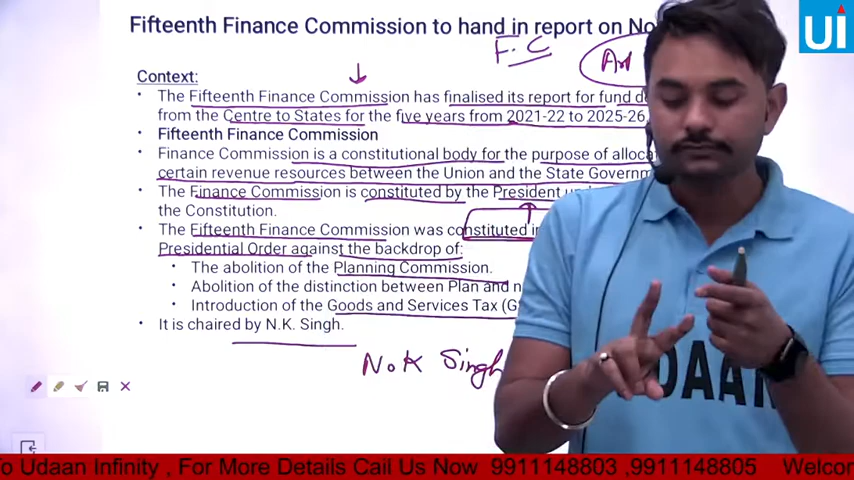 Fifteenth Finance Commission to hand in report on No
F.C
Art
Context:
The Fifteenth Finance Commission has finalised its report for fund d
from the Centre to States for the five years from 2021-22 to 2025-26
Fifteenth Finance Commission
Finance Commission is a constitutional body for the purpose of alloca
certain revenue resources between the Union and the State Governm
The Finance Commission is constituted by the President un
the Constitution.
The Fifteenth Finance Commission was constituted in
Presidential Order against the backdrop of:
The abolition of the Planning Commission.
Abolition of the distinction between Plan and n
Introduction of the Goods and Services Tax (G
It is chaired by N.K. Singh.
N.K Singh
UI
UDAAN
To Udaan Infinity , For More Details Call Us Now 9911148803 ,9911148805 Welcom